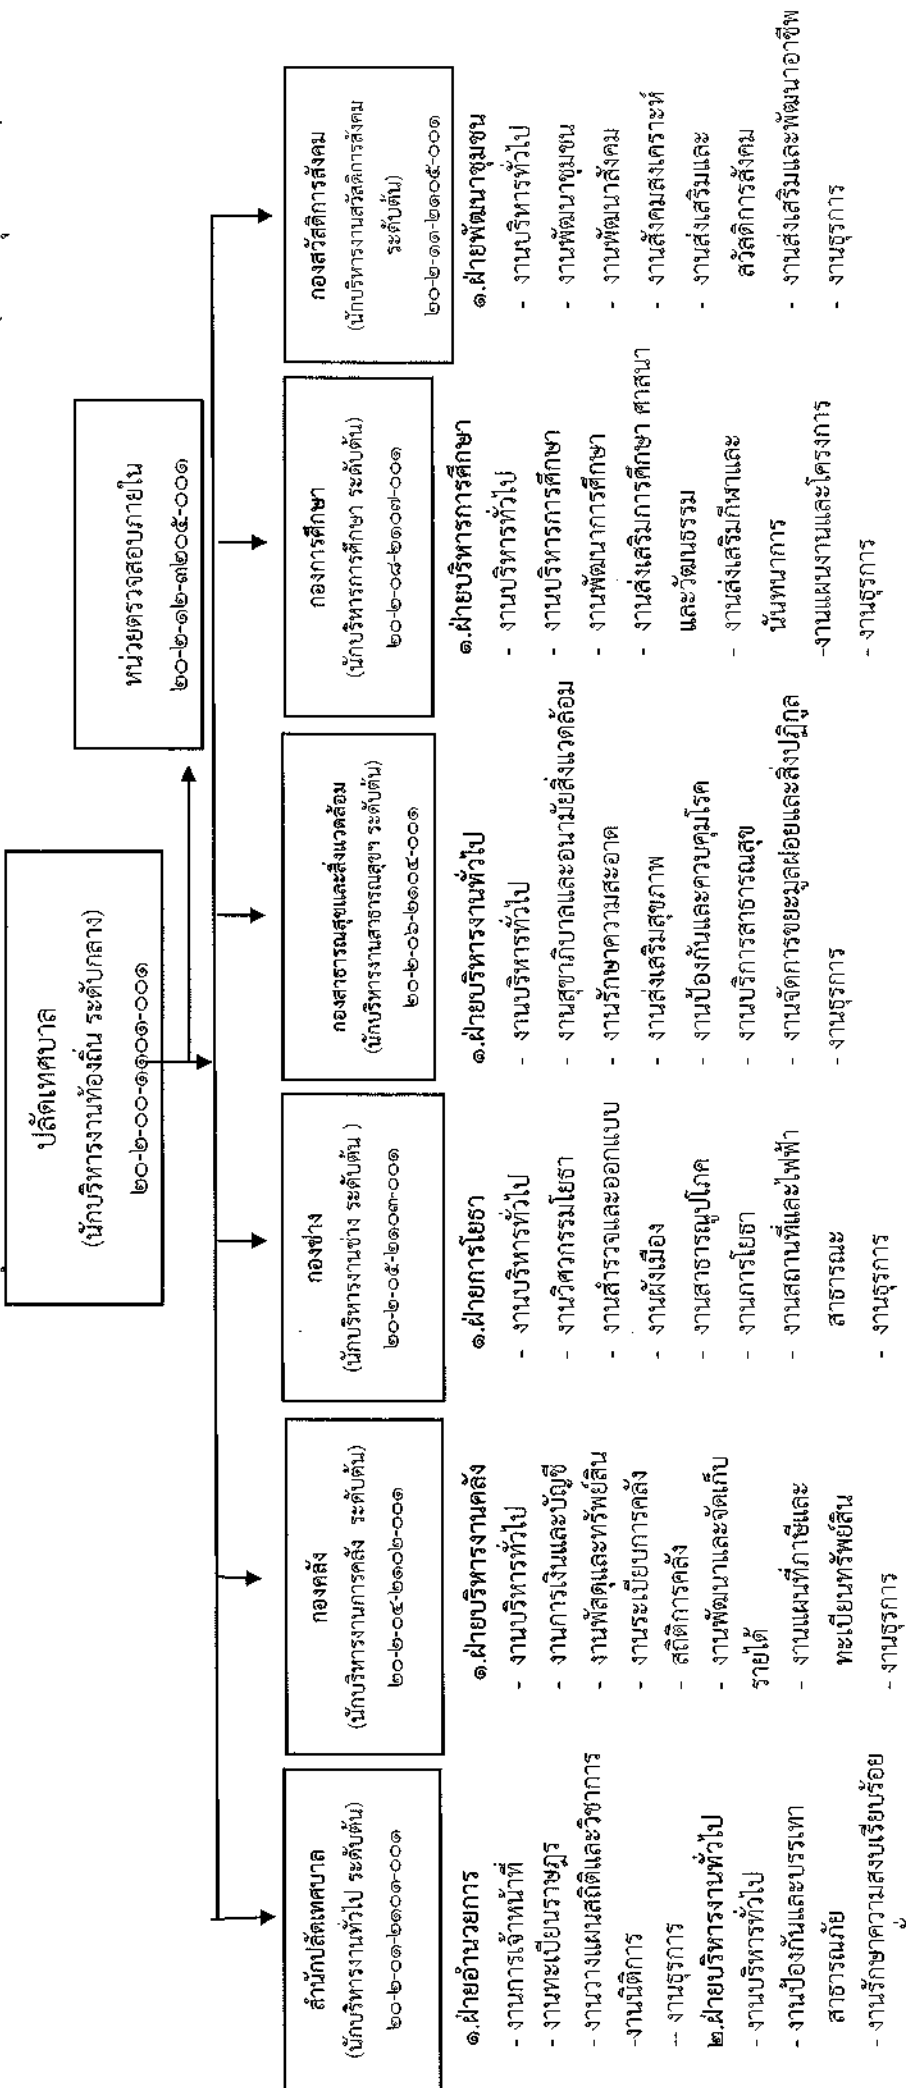 ปลัดเทศบาล
(นักบริหารงานท้องถิ่น ระดับกลาง)
๒๐-๒-๐๐-๑๑๐๑-๐๐๑
หน่วยตรวจสอบภายใน
๒๐-๒-๑๒-๓๒๐๕-๐๐๑
สำนักปลัดเทศบาล
(นักบริหารงานทั่วไป ระดับต้น)
๒๐-๒-๐๑-๒๑๐๑-๐๐๑
๑.ฝ่ายอำนวยการ
- งานการเจ้าหน้าที่
- งานทะเบียนราษฎร
- งานวางแผนสถิติและวิชาการ
-งานนิติการ
-- งานธุรการ
๒.ฝ่ายบริหารงานทั่วไป
- งานบริหารทั่วไป
- งานป้องกันและบรรเทา
สาธารณภัย
- งานรักษาความสงบเรียบร้อย
กองคลัง
(นักบริหารงานการคลัง ระดับต้น)
๒๐-๒-๐๔-๒๑๐๒-๐๐๑
๑.ฝ่ายบริหารงานคลัง
- งานบริหารทั่วไป
- งานการเงินและบัญชี
- งานพัสดุและทรัพย์สิน
- งานระเบียบการคลัง
- สถิติการคลัง
- งานพัฒนาและจัดเก็บ
รายได้
- งานแผนที่ภาษีและ
ทะเบียนทรัพย์สิน
- งานธุรการ
กองช่าง
(นักบริหารงานช่าง ระดับต้น )
๒๐-๒-๐๕-๒๑๐๓-๐๐๑
๑.ฝ่ายการโยธา
- งานบริหารทั่วไป
- งานวิศวกรรมโยธา
- งานสำรวจและออกแบบ
- งานผังเมือง
- งานสาธารณูปโภค
- งานการโยธา
- งานสถานที่และไฟฟ้า
สาธารณะ
- งานธุรการ
กองสาธารณสุขและสิ่งแวดล้อม
(นักบริหารงานสาธารณสุขฯ ระดับต้น)
๒๐-๒-๐๖-๒๑๐๔-๐๐๑
๑.ฝ่ายบริหารงานทั่วไป
- งานบริหารทั่วไป
- งานสุขาภิบาลและอนามัยสิ่งแวดล้อม
- งานรักษาความสะอาด
- งานส่งเสริมสุขภาพ
- งานป้องกันและควบคุมโรค
- งานบริการสาธารณสุข
- งานจัดการขยะมูลฝอยและสิ่งปฏิกูล
- งานธุรการ
กองการศึกษา
(นักบริหารการศึกษา ระดับต้น)
๒๐-๒-๐๘-๒๑๐๗-๐๐๑
๑.ฝ่ายบริหารการศึกษา
- งานบริหารทั่วไป
- งานบริหารการศึกษา
- งานพัฒนาการศึกษา
- งานส่งเสริมการศึกษา ศาสนา
และวัฒนธรรม
- งานส่งเสริมกีฬาและ
นันทนาการ
-งานแผนงานและโครงการ
- งานธุรการ
กองสวัสดิการสังคม
(นักบริหารงานสวัสดิการสังคม
ระดับต้น)
๒๐-๒-๑๑-๒๑๐๕-๐๐๑
๑.ฝ่ายพัฒนาชุมชน
- งานบริหารทั่วไป
- งานพัฒนาชุมชน
- งานพัฒนาสังคม
- งานสังคมสงเคราะห์
- งานส่งเสริมและ
สวัสดิการสังคม
- งานส่งเสริมและพัฒนาอาชีพ
- งานธุรการ